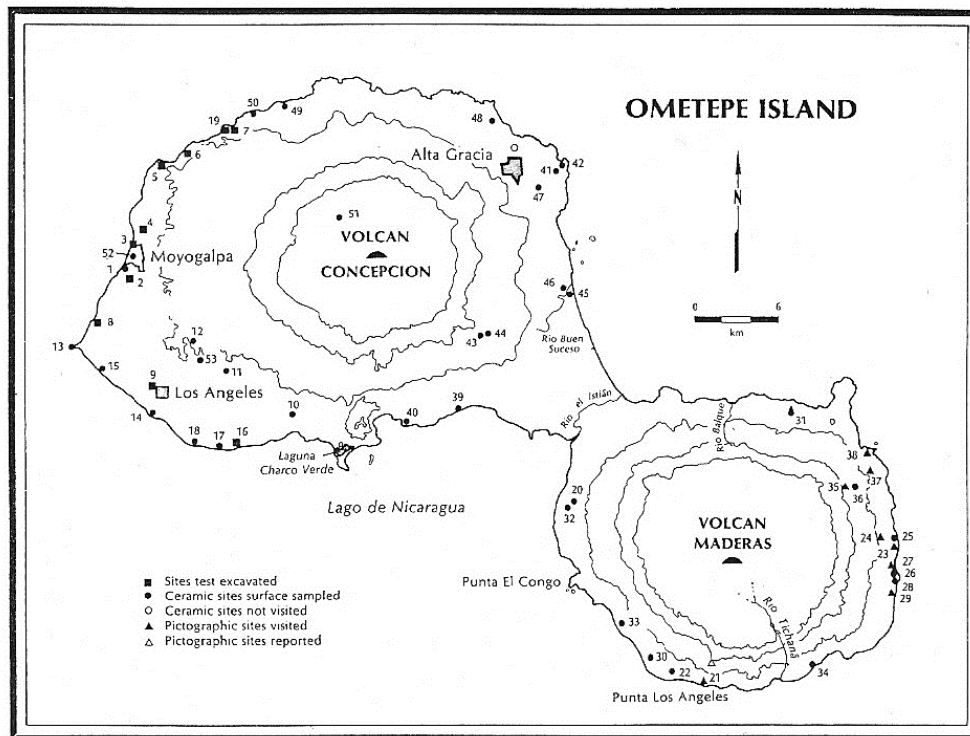 OMETEPE ISLAND
50
49
19
7
48
6
Alta Gracia
42
41
5
47
51
4
N
3
VOLCAN
52
Moyogalpa
CONCEPCION
1
2
46
45
0
6
km
8
12
43
44
Rio Buen
Suceso
13
53
15
11
9
Los Angeles
39
10
40
14
Rio el Istián
Rio Balque
31
18
17
16
Laguna
Charco Verde
38
37
35
36
20
Lago de Nicaragua
32
VOLCAN
MADERAS
24
25
23
27
26
28
29
Punta El Congo
Sites test excavated
Ceramic sites surface sampled
Ceramic sites not visited
Pictographic sites visited
Pictographic sites reported
Rio Tichaná
33
30
22
21
34
Punta Los Angeles